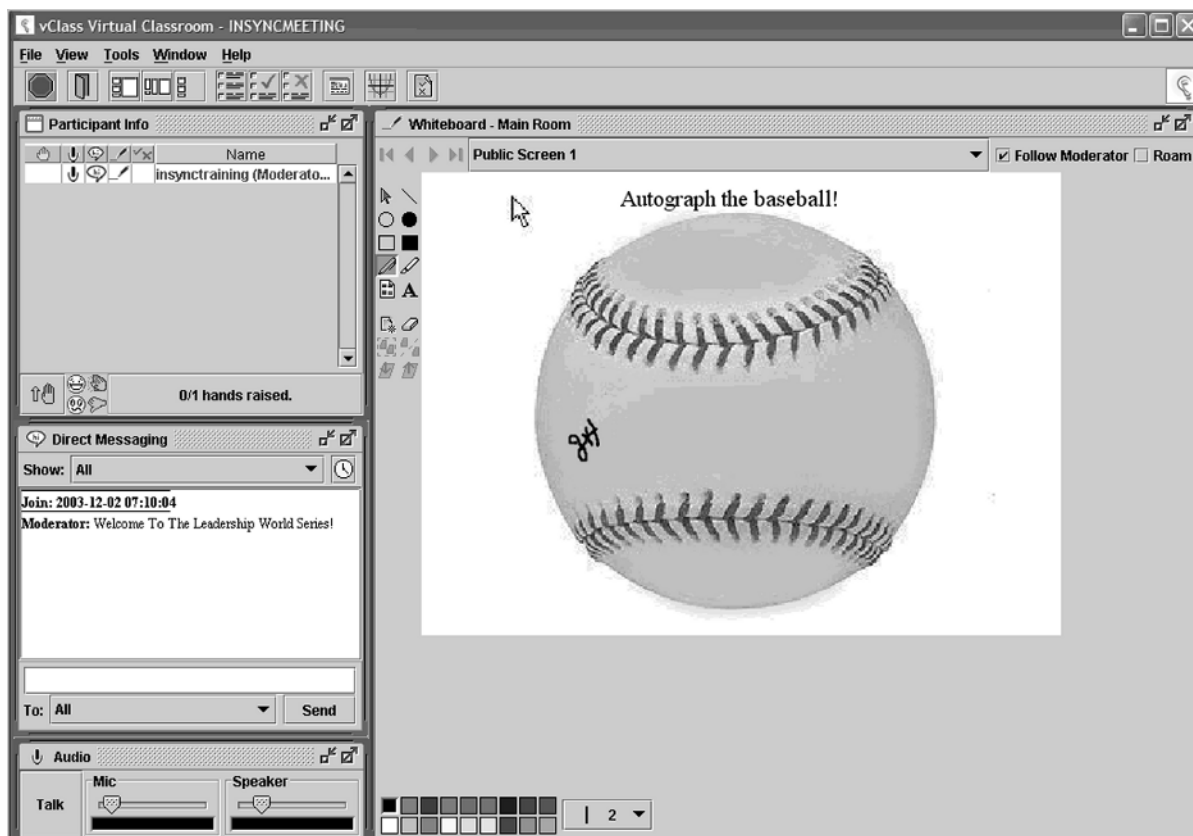 vClass Virtual Classroom - INSYNCMEETING
File View Tools Window Help
Participant Info
Name
insynctraining (Moderato...
0/1 hands raised.
Direct Messaging
Show: All
Join: 2003-12-02 07:10:04
Moderator: Welcome To The Leadership World Series!
To: All
Send
Audio
Talk
Mic
Speaker
Whiteboard - Main Room
Public Screen 1
Follow Moderator
Roam
A
Autograph the baseball!
2